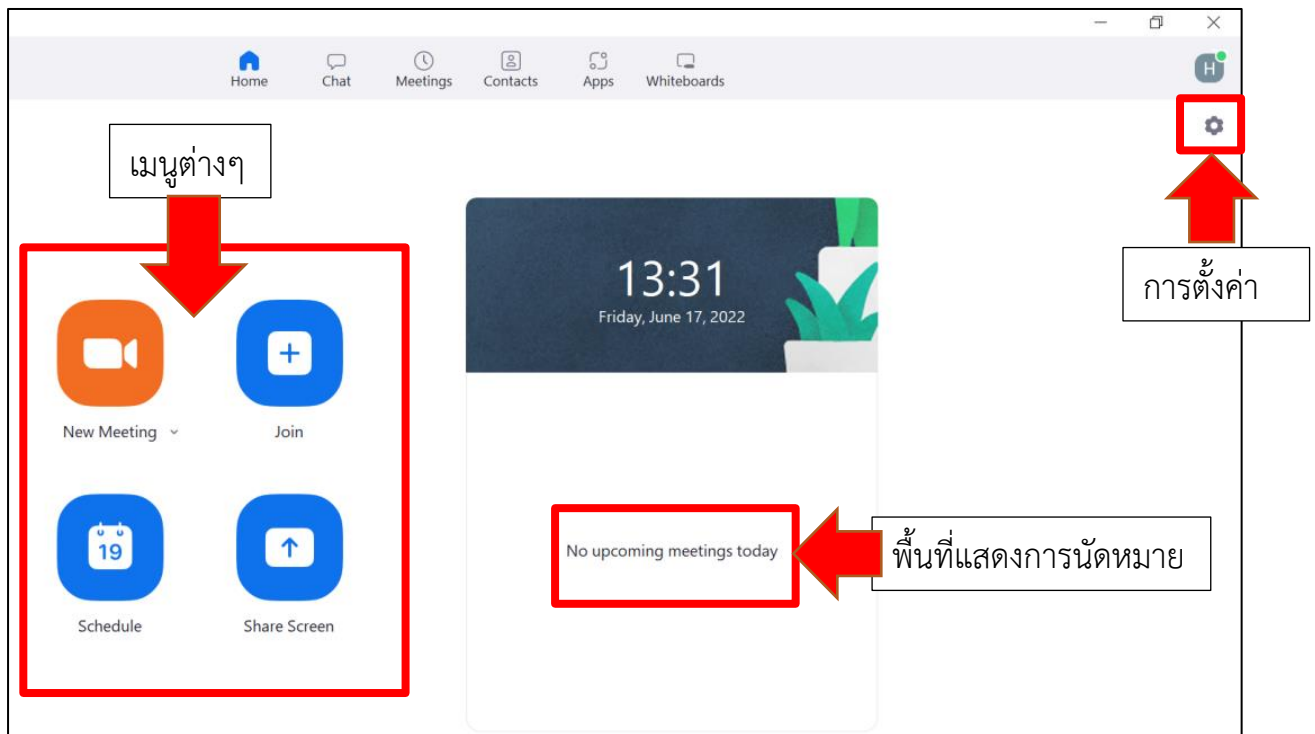 Home Chat Meetings Contacts Apps Whiteboards
H
เมนูต่างๆ
การตั้งค่า
13:31
Friday, June 17, 2022
New Meeting Join
No upcoming meetings today
พื้นที่แสดงการนัดหมาย
19
Schedule Share Screen